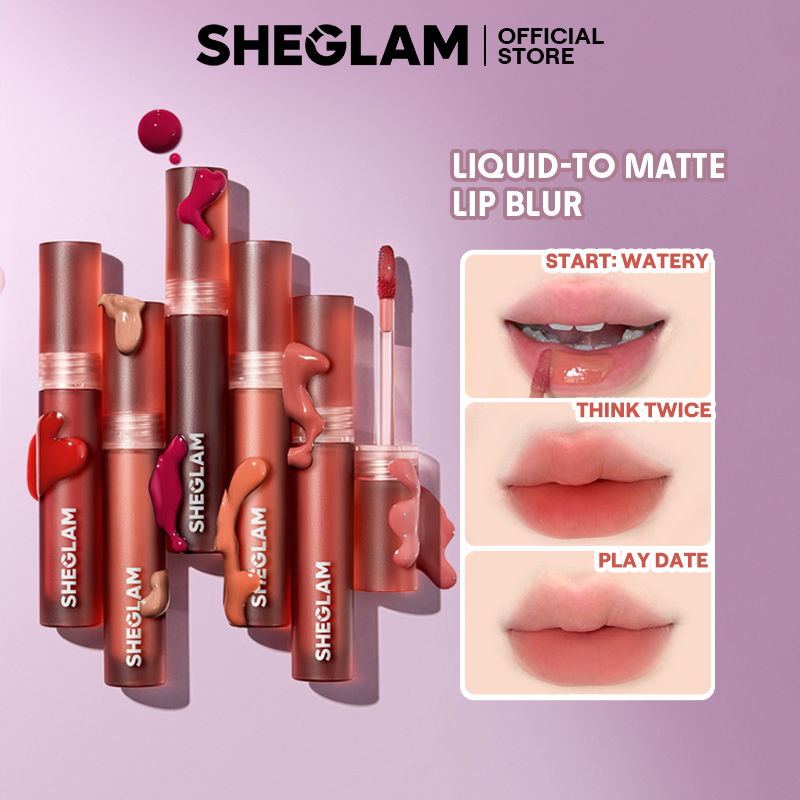 SHEGLAM
OFFICIAL
STORE
LIQUID-TO MATTE
LIP BLUR
START: WATERY
THINK TWICE
PLAY DATE
SHEGLAM
SHEGLAM
SHEGLAM
SHEGLAM
SHEGLAM